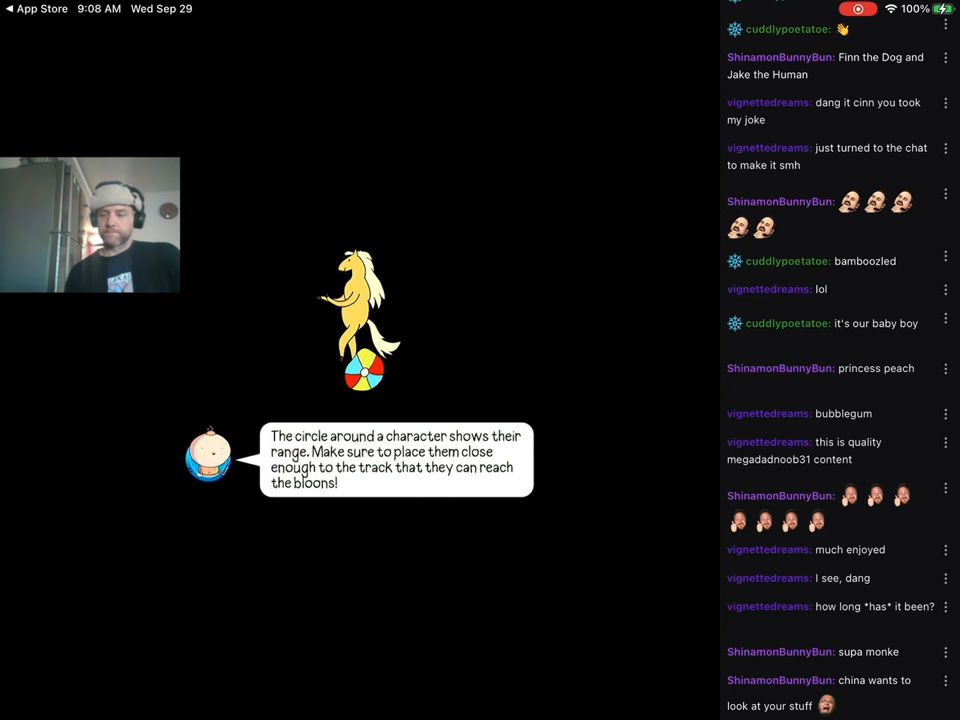 App Store 9:08 AM Wed Sep 29
100%
cuddlypoetatoe:
ShinamonBunnyBun: Finn the Dog and
Jake the Human
vignettedreams: dang it cinn you took
my joke
vignettedreams: just turned to the chat
to make it smh
ShinamonBunnyBun:
cuddlypoetatoe: bamboozled
vignettedreams: lol
cuddlypoetatoe: it's our baby boy
ShinamonBunnyBun: princess peach
vignettedreams: bubblegum
vignettedreams: this is quality
megadadnoob31 content
ShinamonBunnyBun:
vignettedreams: much enjoyed
vignettedreams: I see, dang
vignettedreams: how long *has* it been?
ShinamonBunnyBun: supa monke
ShinamonBunnyBun: china wants to
look at your stuff
The circle around a character shows their
range. Make sure to place them close
enough to the track that they can reach
the bloons!